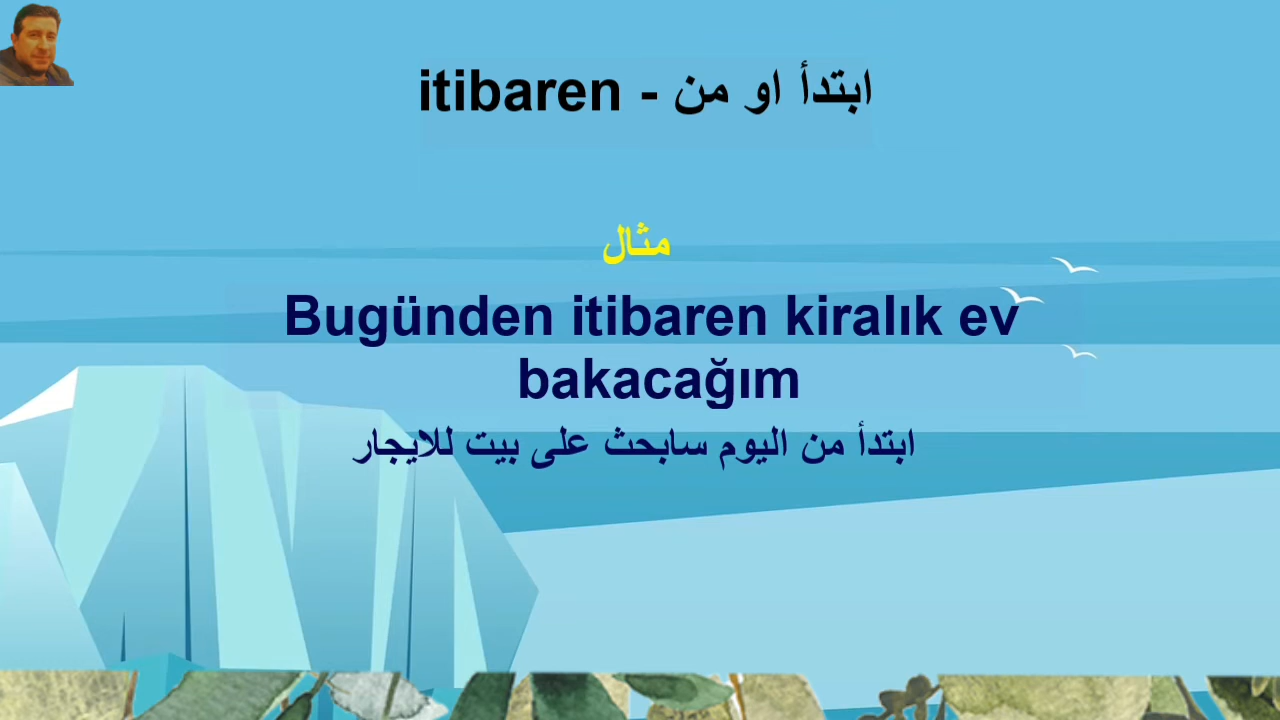 itibaren - ابتدأ او من
مثال
Bugünden itibaren kiralık ev
bakacağım
ابتدأ من اليوم سابحث على بيت للايجار